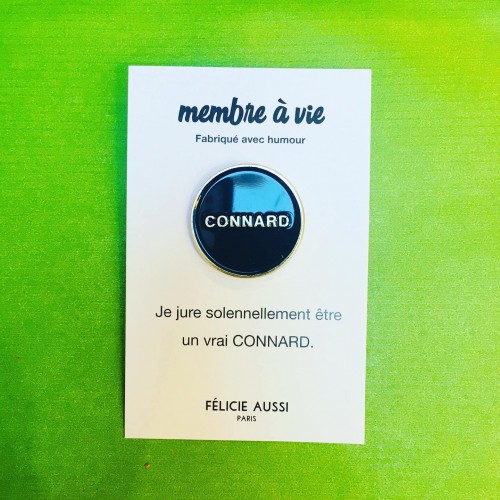 membre à vie
Fabriqué avec humour
CONNARD
Je jure solennellement être
un vrai CONNARD.
FÉLICIE AUSSI
PARIS